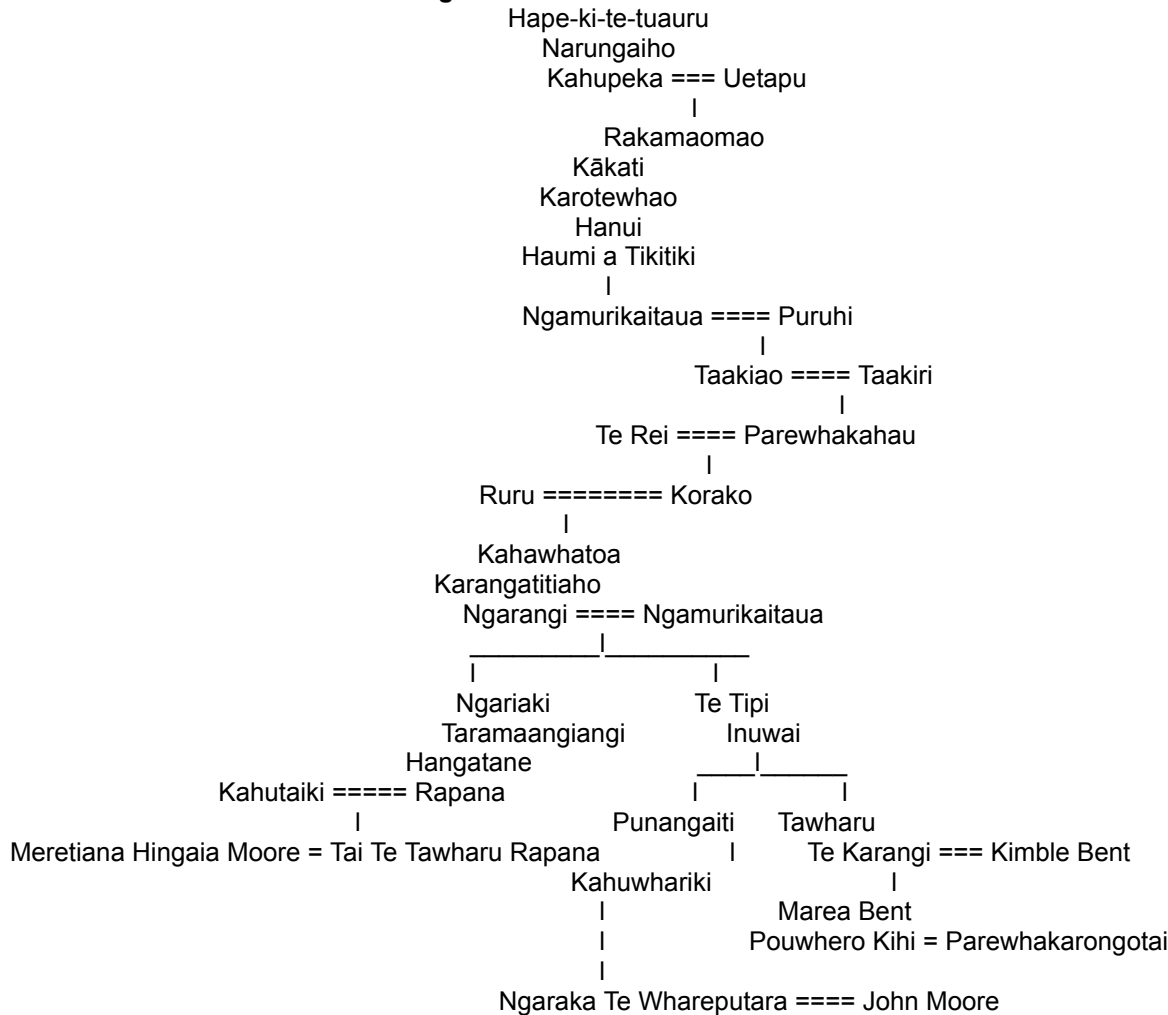 Hape-ki-te-tuauru
Narungaiho
Kahupeka === Uetapu
I
Rakamaomao
Kākati
Karotewhao
Hanui
Haumi a Tikitiki
I
Ngamurikaitaua ==== Puruhi
I
Taakiao ==== Taakiri
I
Te Rei ==== Parewhakahau
I
Ruru ======== Korako
I
Kahawhatoa
Karangatitiaho
Ngarangi ==== Ngamurikaitaua
_________I__________
I I
Ngariaki Te Tipi
Taramaangiangi Inuwai
Hangatane ____I______
Kahutaiki ===== Rapana I I
I Punangaiti Tawharu
Meretiana Hingaia Moore = Tai Te Tawharu Rapana I Te Karangi === Kimble Bent
Kahuwhariki I
I Marea Bent
I Pouwhero Kihi = Parewhakarongotai
I
Ngaraka Te Whareputara ==== John Moore